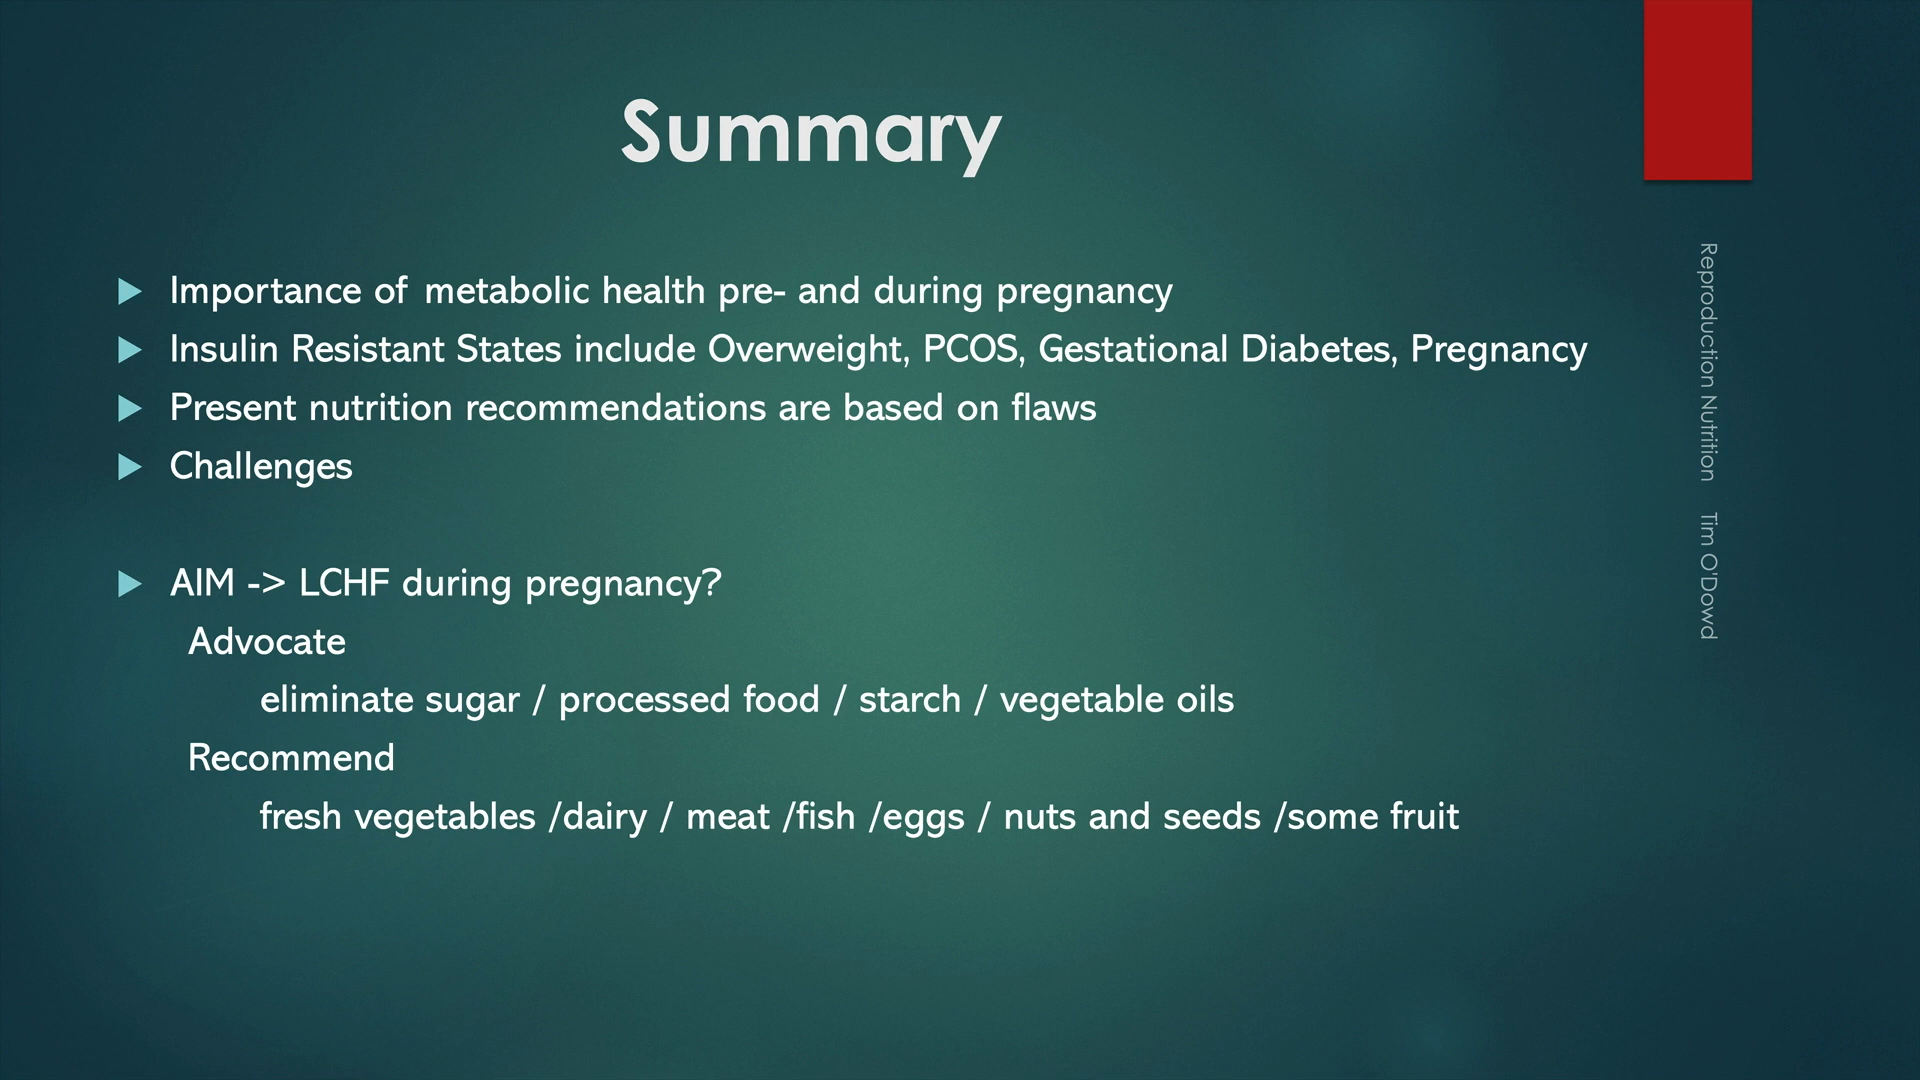 Summary
Importance of metabolic health pre- and during pregnancy
Insulin Resistant States include Overweight, PCOS, Gestational Diabetes, Pregnancy
Present nutrition recommendations are based on flaws
Challenges
AIM -> LCHF during pregnancy?
Advocate
eliminate sugar / processed food / starch / vegetable oils
Recommend
fresh vegetables /dairy / meat /fish /eggs / nuts and seeds /some fruit
Reproduction Nutrition Tim O'Dowd